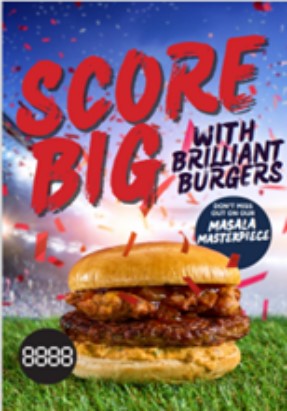 SCORE
BIG
WITH
BRILLIANT
BURGERS
DON'T MISS
OUT ON OUR
MASALA
MASTERPIECE
8888